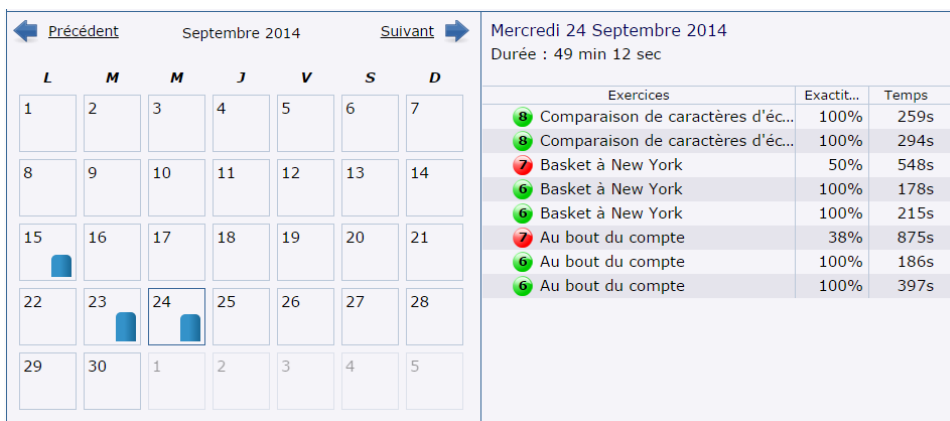 Précédent Septembre 2014 Suivant
L M M J V S D
1 2 3 4 5 6 7
8 9 10 11 12 13 14
15 16 17 18 19 20 21
22 23 24 25 26 27 28
29 30 1 2 3 4 5
Mercredi 24 Septembre 2014
Durée : 49 min 12 sec
Exercices Exactit... Temps
8 Comparaison de caractères d'éc... 100% 259s
8 Comparaison de caractères d'éc... 100% 294s
7 Basket à New York 50% 548s
6 Basket à New York 100% 178s
6 Basket à New York 100% 215s
7 Au bout du compte 38% 875s
6 Au bout du compte 100% 186s
6 Au bout du compte 100% 397s